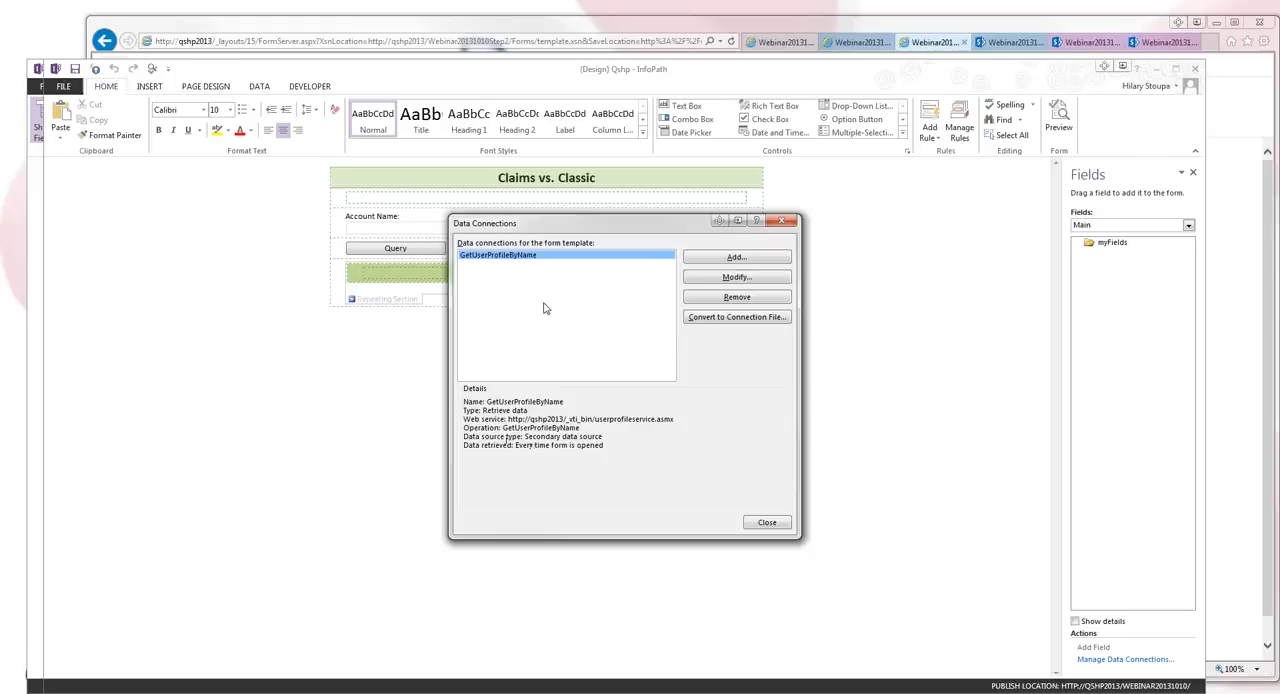 http://qshp2013/_layouts/15/FormServer.aspx?XsnLocation=http://qshp2013/Webinar20131010Step2/Forms/template.xsn&SaveLocation=http%3A%2F%2F
Webinar20131...
Webinar20131...
Webinar201...
Webinar20131...
Webinar20131...
Webinar20131...
(Design) Qshp - InfoPath
FILE HOME INSERT PAGE DESIGN DATA DEVELOPER
Hilary Stoupa
Paste
Cut
Copy
Format Painter
Clipboard
Calibri 10
B I U
Format Text
AaBbCcDd AaBb AaBbCc AaBbCcDd AaBbCcDd AaBbCcDd
Normal Title Heading 1 Heading 2 Label Column L...
Font Styles
Text Box Rich Text Box Drop-Down List...
Combo Box Check Box Option Button
Date Picker Date and Time... Multiple-Selecti...
Controls
Add Rule
Manage Rules
Rules
Spelling
Find
Select All
Editing
Preview
Form
Claims vs. Classic
Account Name:
Query
Repeating Section
Data Connections
Data connections for the form template:
GetUserProfileByName
Add...
Modify...
Remove
Convert to Connection File...
Details
Name: GetUserProfileByName
Type: Retrieve data
Web service: http://qshp2013/_vti_bin/userprofileservice.asmx
Operation: GetUserProfileByName
Data source type: Secondary data source
Data retrieved: Every time form is opened
Close
Fields
Drag a field to add it to the form.
Fields:
Main
myFields
Show details
Actions
Add Field
Manage Data Connections...
100%
PUBLISH LOCATION: HTTP://QSHP2013/WEBINAR20131010/